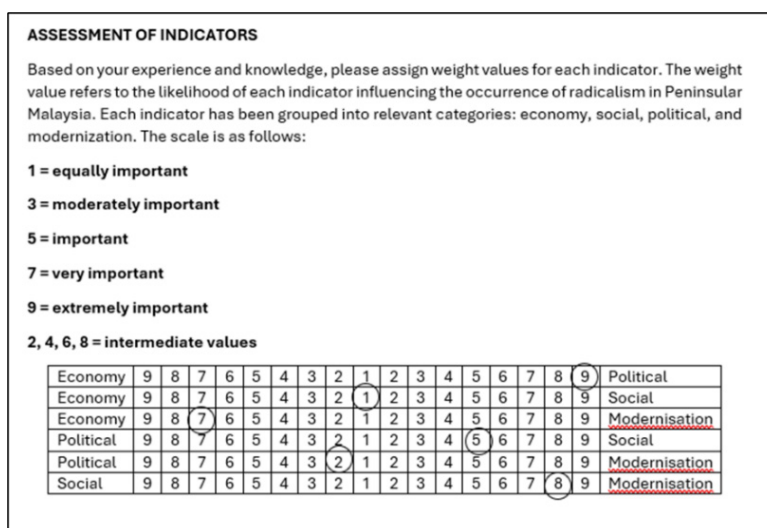 ASSESSMENT OF INDICATORS
Based on your experience and knowledge, please assign weight values for each indicator. The weight
value refers to the likelihood of each indicator influencing the occurrence of radicalism in Peninsular
Malaysia. Each indicator has been grouped into relevant categories: economy, social, political, and
modernization. The scale is as follows:
1 = equally important
3 = moderately important
5 = important
7 = very important
9 = extremely important
2, 4, 6, 8 = intermediate values
Economy 9 8 7 6 5 4 3 2 1 2 3 4 5 6 7 8 9 Political
Economy 9 8 7 6 5 4 3 2 1 2 3 4 5 6 7 8 9 Social
Economy 9 8 7 6 5 4 3 2 1 2 3 4 5 6 7 8 9 Modernisation
Political 9 8 7 6 5 4 3 2 1 2 3 4 5 6 7 8 9 Social
Political 9 8 7 6 5 4 3 2 1 2 3 4 5 6 7 8 9 Modernisation
Social 9 8 7 6 5 4 3 2 1 2 3 4 5 6 7 8 9 Modernisation